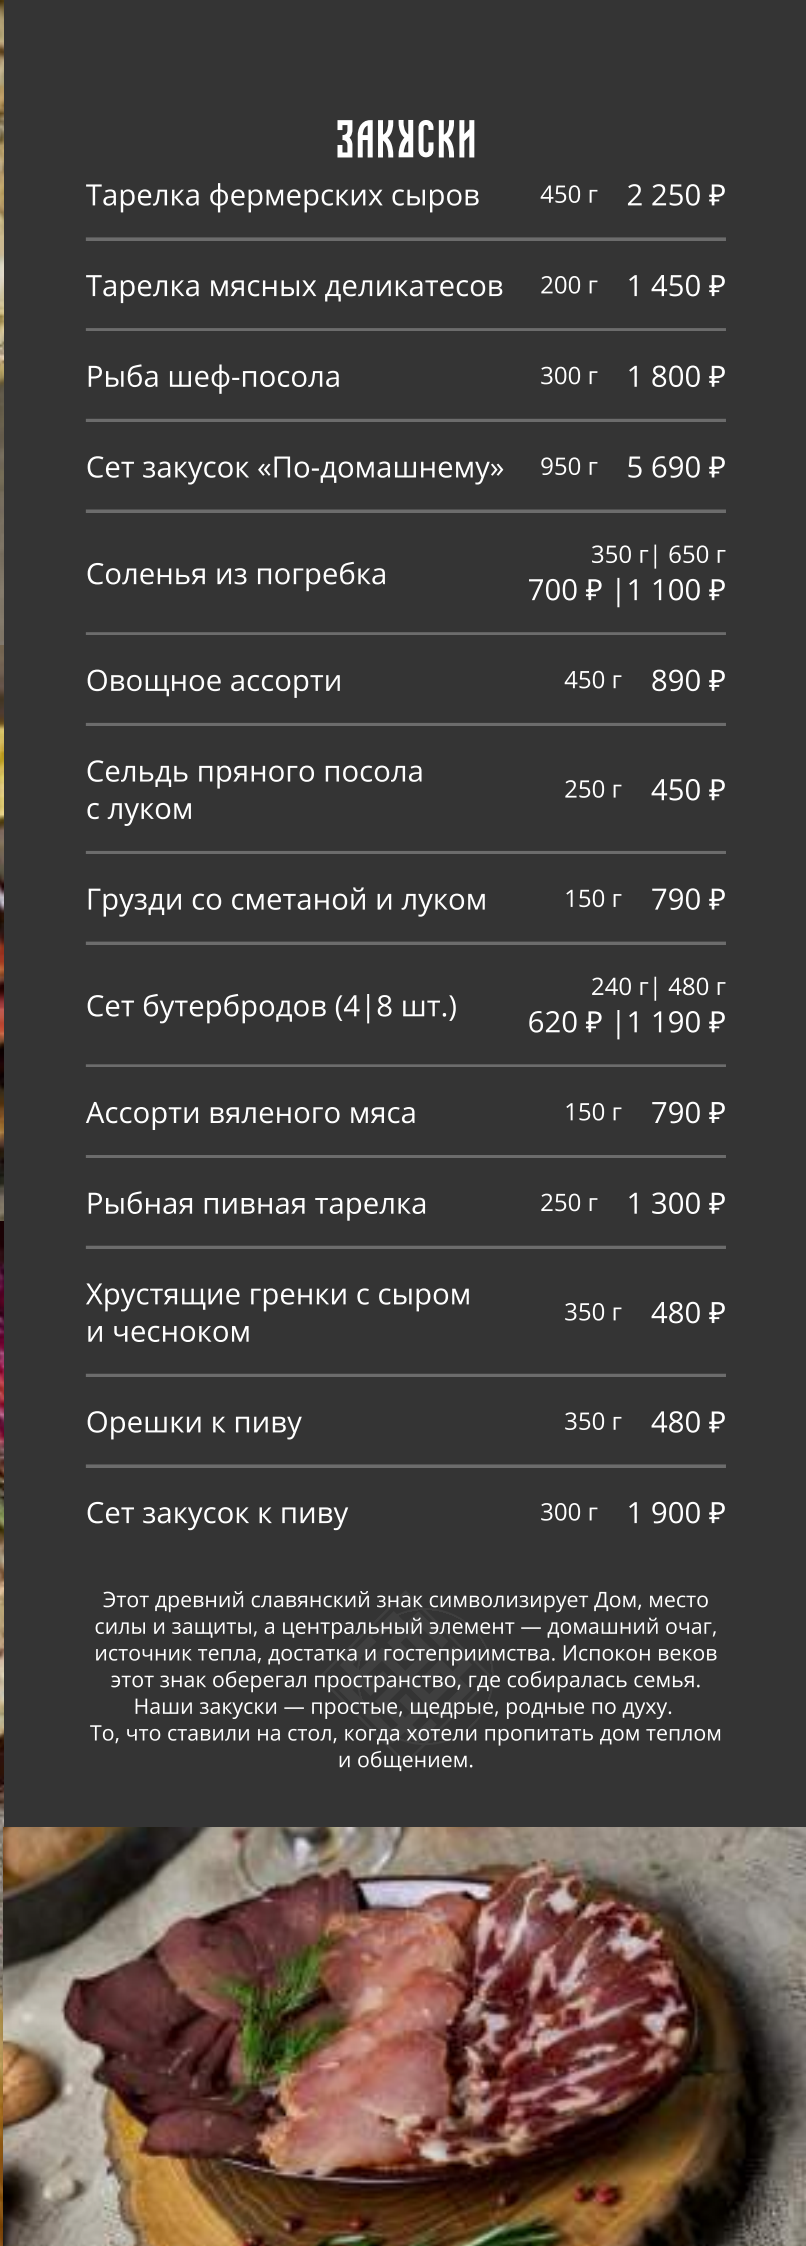 ЗАКУСКИ
Тарелка фермерских сыров 450 г 2 250 ₽
Тарелка мясных деликатесов 200 г 1 450 ₽
Рыба шеф-посола 300 г 1 800 ₽
Сет закусок «По-домашнему» 950 г 5 690 ₽
350 г| 650 г
Соленья из погребка
700 ₽ |1 100 ₽
Овощное ассорти 450 г 890 ₽
Сельдь пряного посола
с луком
250 г 450 ₽
Грузди со сметаной и луком 150 г 790 ₽
240 г| 480 г
Сет бутербродов (4|8 шт.)
620 ₽ |1 190 ₽
Ассорти вяленого мяса 150 г 790 ₽
Рыбная пивная тарелка 250 г 1 300 ₽
Хрустящие гренки с сыром
и чесноком
350 г 480 ₽
Орешки к пиву 350 г 480 ₽
Сет закусок к пиву 300 г 1 900 ₽
Этот древний славянский знак символизирует Дом, место
силы и защиты, а центральный элемент — домашний очаг,
источник тепла, достатка и гостеприимства. Испокон веков
этот знак оберегал пространство, где собиралась семья.
Наши закуски — простые, щедрые, родные по духу.
То, что ставили на стол, когда хотели пропитать дом теплом
и общением.